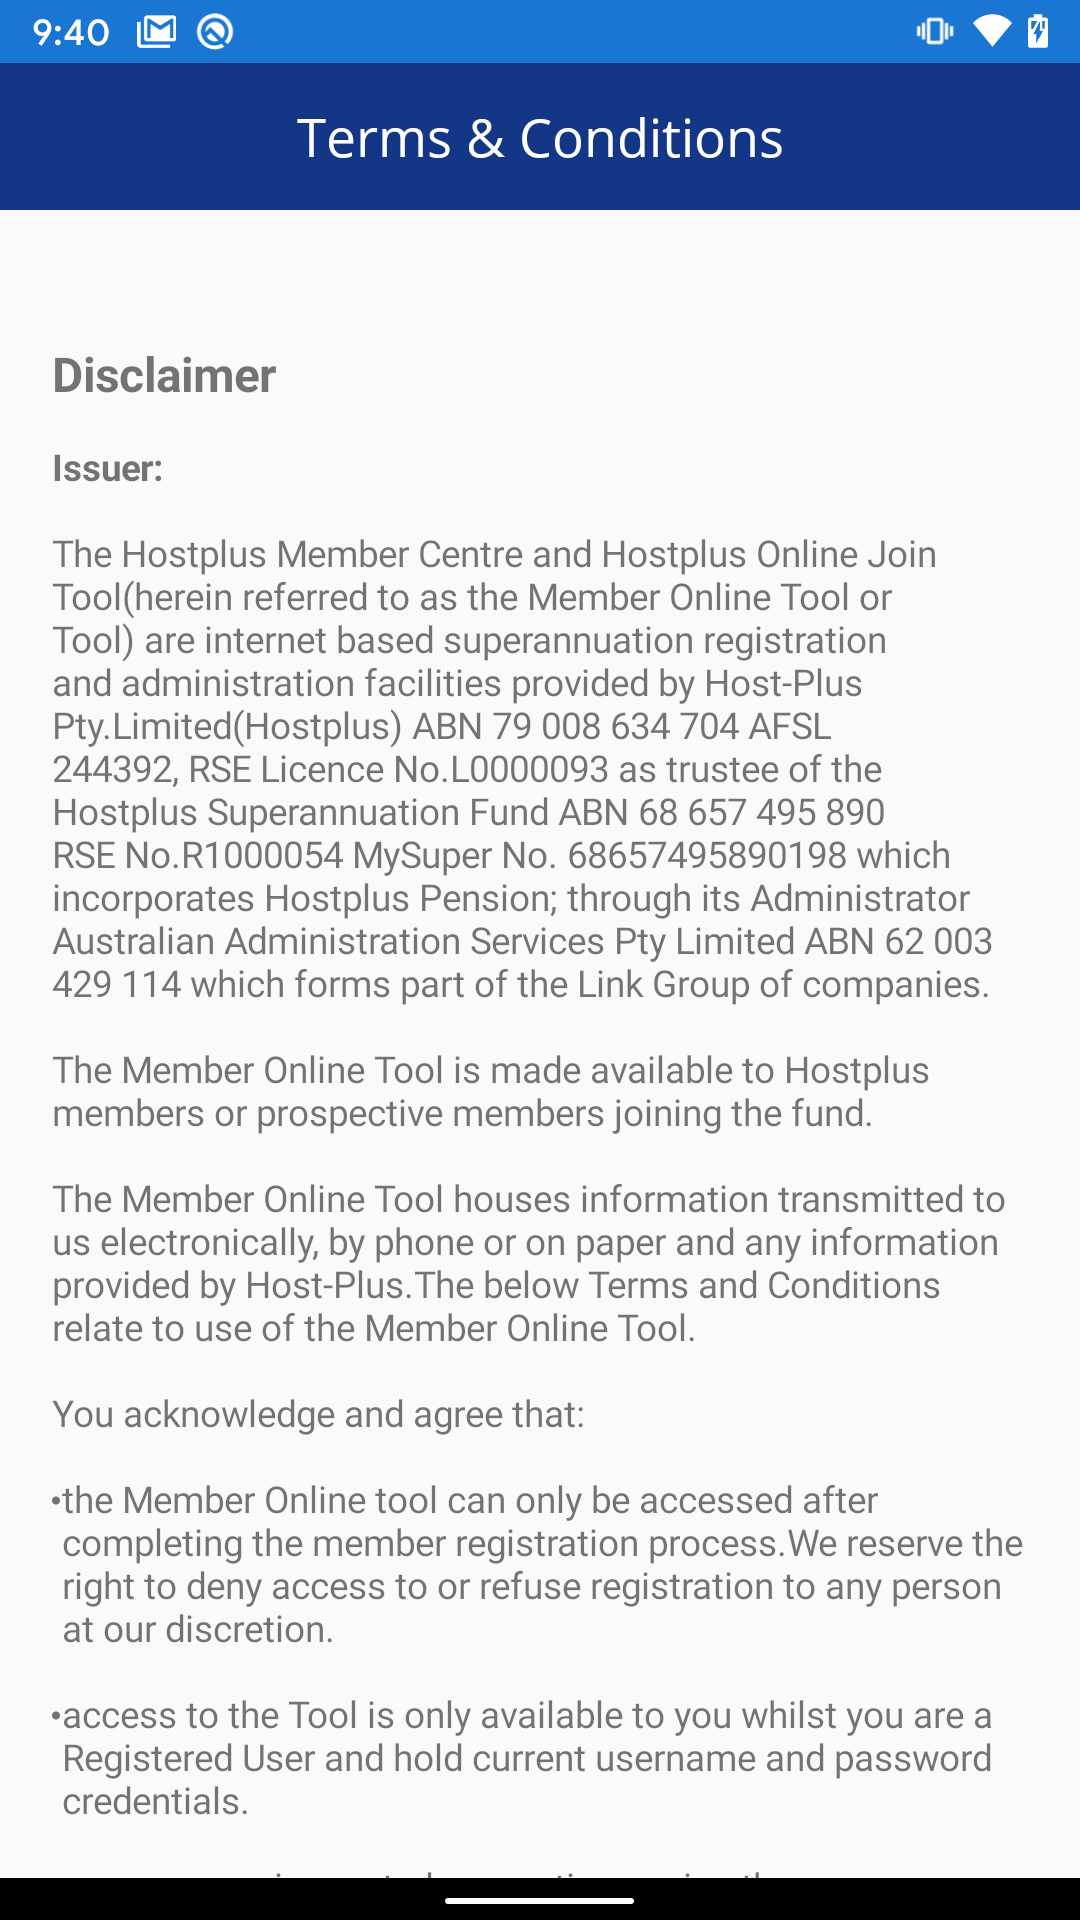 9:40
Terms & Conditions
Disclaimer
Issuer:
The Hostplus Member Centre and Hostplus Online Join
Tool(herein referred to as the Member Online Tool or
Tool) are internet based superannuation registration
and administration facilities provided by Host-Plus
Pty.Limited(Hostplus) ABN 79 008 634 704 AFSL
244392, RSE Licence No.L0000093 as trustee of the
Hostplus Superannuation Fund ABN 68 657 495 890
RSE No.R1000054 MySuper No. 68657495890198 which
incorporates Hostplus Pension; through its Administrator
Australian Administration Services Pty Limited ABN 62 003
429 114 which forms part of the Link Group of companies.
The Member Online Tool is made available to Hostplus
members or prospective members joining the fund.
The Member Online Tool houses information transmitted to
us electronically, by phone or on paper and any information
provided by Host-Plus.The below Terms and Conditions
relate to use of the Member Online Tool.
You acknowledge and agree that:
•the Member Online tool can only be accessed after
completing the member registration process.We reserve the
right to deny access to or refuse registration to any person
at our discretion.
•access to the Tool is only available to you whilst you are a
Registered User and hold current username and password
credentials.